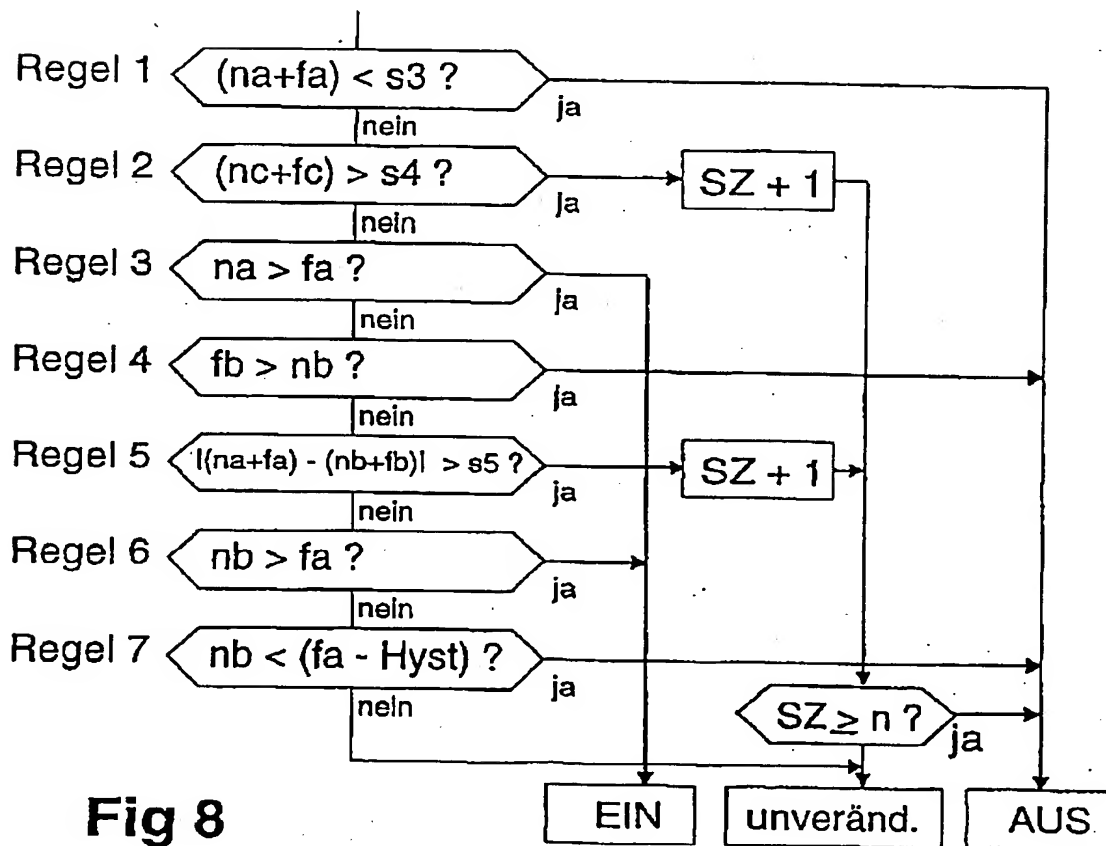 Regel 1 (na+fa) < s3 ?
ja
nein
Regel 2 (nc+fc) > s4 ? SZ + 1
ja
nein
Regel 3 na > fa ?
ja
nein
Regel 4 fb > nb ?
ja
nein
Regel 5 |(na+fa) - (nb+fb)| > s5 ? SZ + 1
ja
nein
Regel 6 nb > fa ?
ja
nein
Regel 7 nb < (fa - Hyst) ?
ja
nein
SZ ≥ n ?
ja
EIN unveränd. AUS
Fig 8